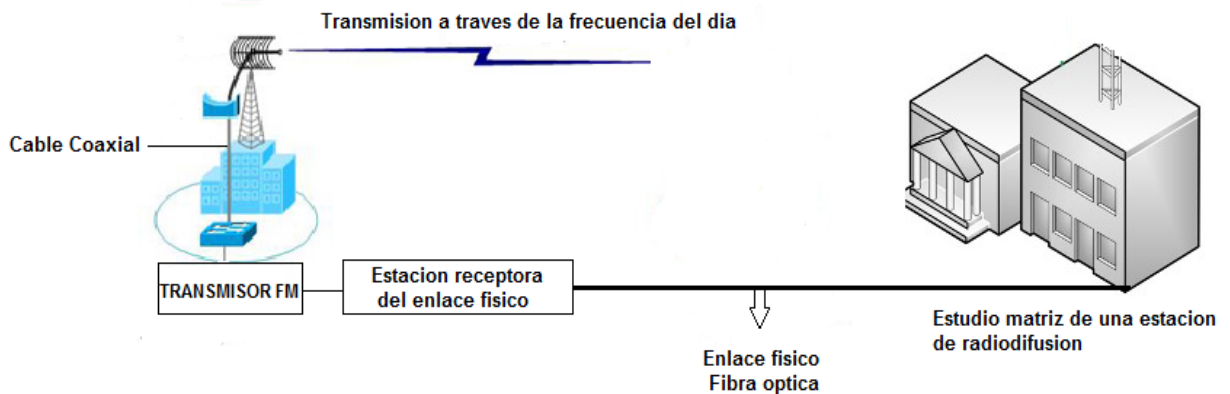 Transmision a traves de la frecuencia del dia
Cable Coaxial
TRANSMISOR FM
Estacion receptora
del enlace fisico
Enlace fisico
Fibra optica
Estudio matriz de una estacion
de radiodifusion